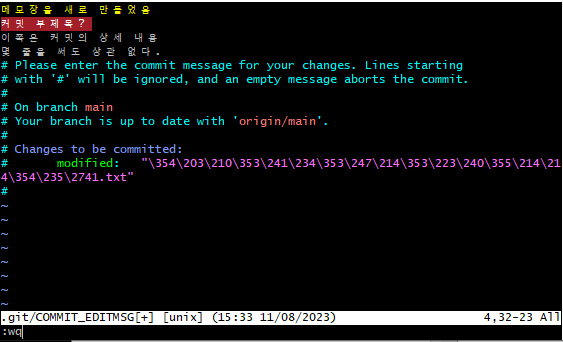 메모장을 새로 만들었음
커밋 부제목?
이쪽은 커밋의 상세 내용
몇 줄을 써도 상관 없다.
# Please enter the commit message for your changes. Lines starting
# with '#' will be ignored, and an empty message aborts the commit.
#
# On branch main
# Your branch is up to date with 'origin/main'.
#
# Changes to be committed:
#       modified:   "\354\203\210\353\241\234\353\247\214\353\223\240\355\214\21
4\354\235\2741.txt"
#
~
~
~
~
~
~
~
~
.git/COMMIT_EDITMSG[+] [unix] (15:33 11/08/2023) 4,32-23 All
:wq